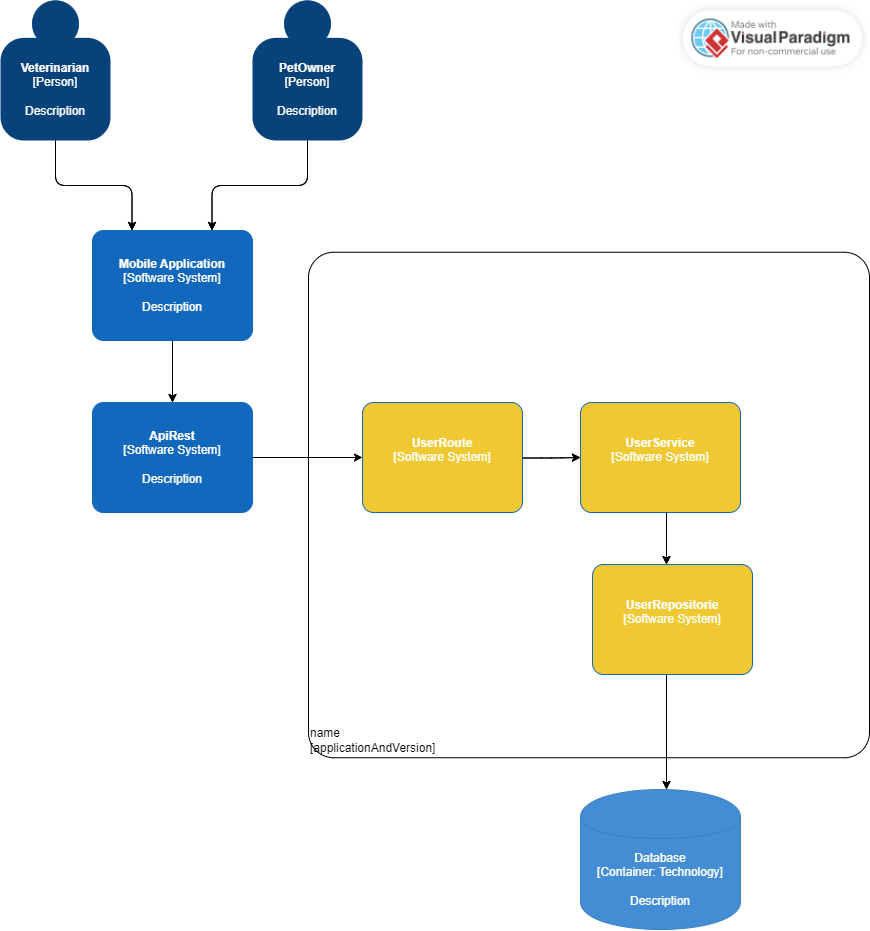 Made with
Visual Paradigm
For non-commercial use
Veterinarian
[Person]
Description
PetOwner
[Person]
Description
Mobile Application
[Software System]
Description
ApiRest
[Software System]
Description
UserRoute
[Software System]
UserService
[Software System]
UserRepositorie
[Software System]
name
[applicationAndVersion]
Database
[Container: Technology]
Description